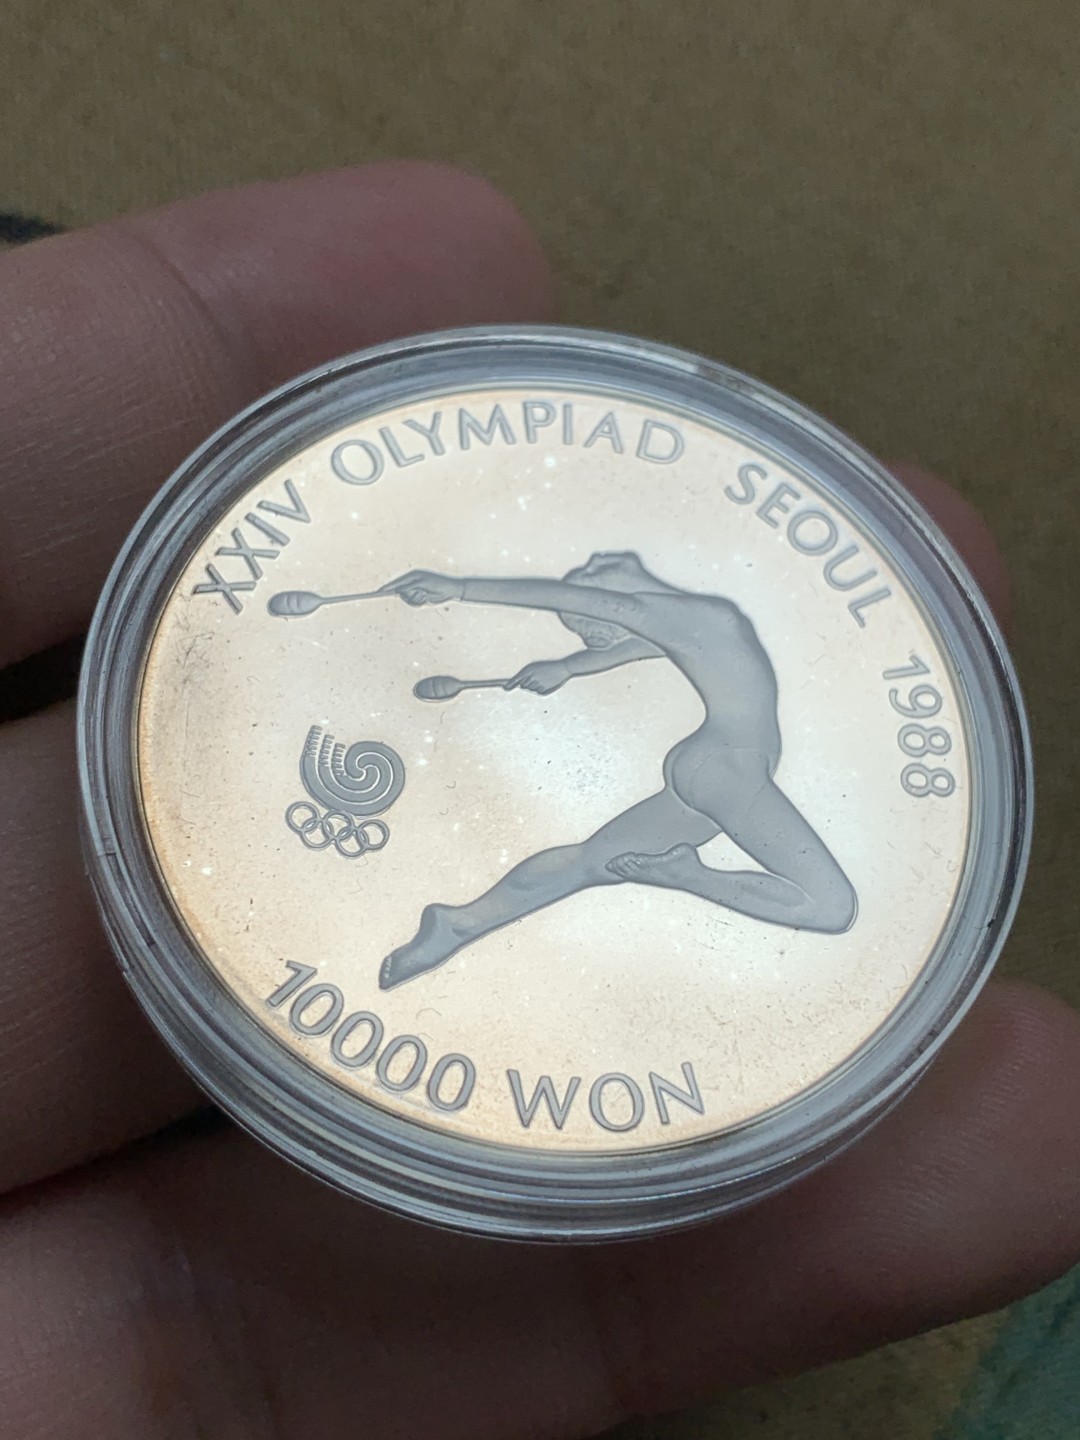 XXIV OLYMPIAD SEOUL 1988
10000 WON